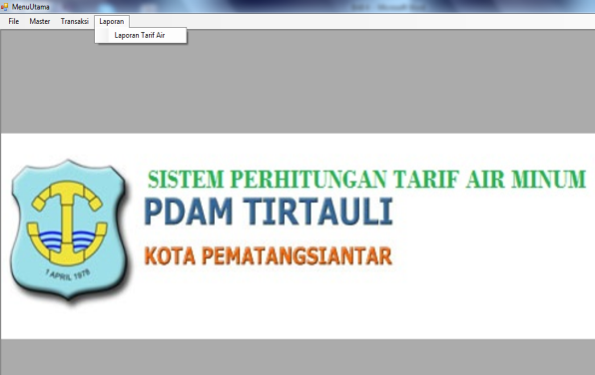 MenuUtama
File Master Transaksi Laporan
Laporan Tarif Air
SISTEM PERHITUNGAN TARIF AIR MINUM
PDAM TIRTAULI
KOTA PEMATANGSIANTAR
1 APRIL 1976